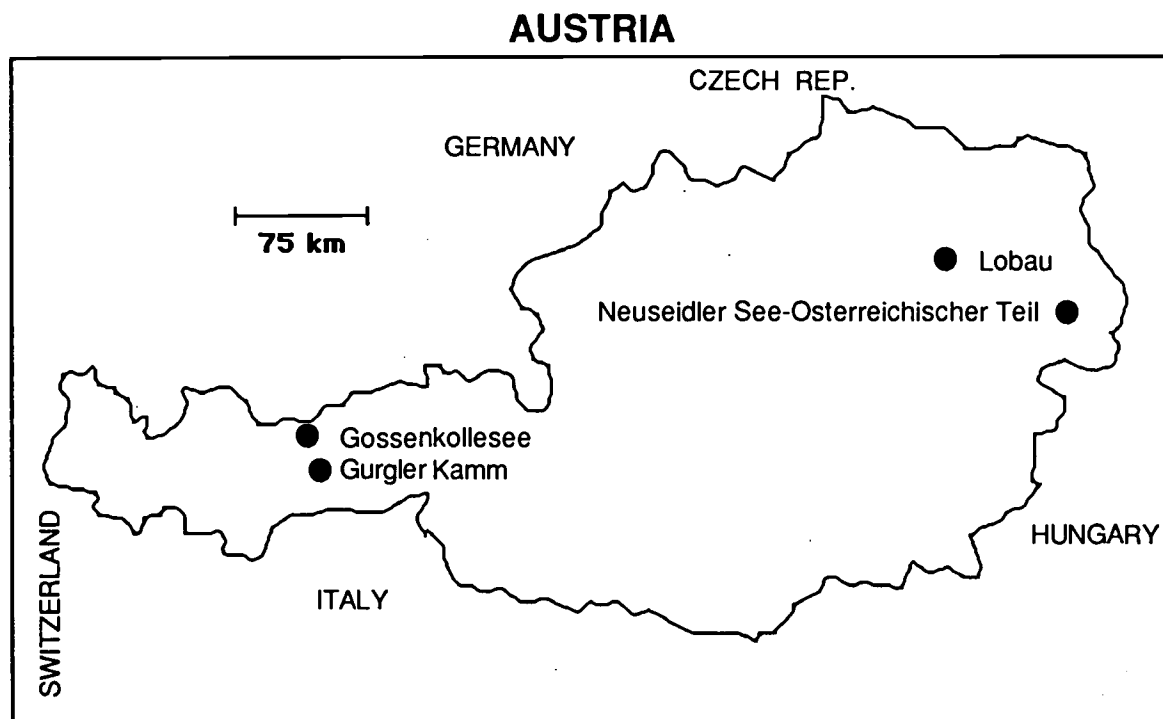 AUSTRIA
CZECH REP.
GERMANY
75 km
Lobau
Neuseidler See-Osterreichischer Teil
Gossenkollesee
Gurgler Kamm
SWITZERLAND
HUNGARY
ITALY